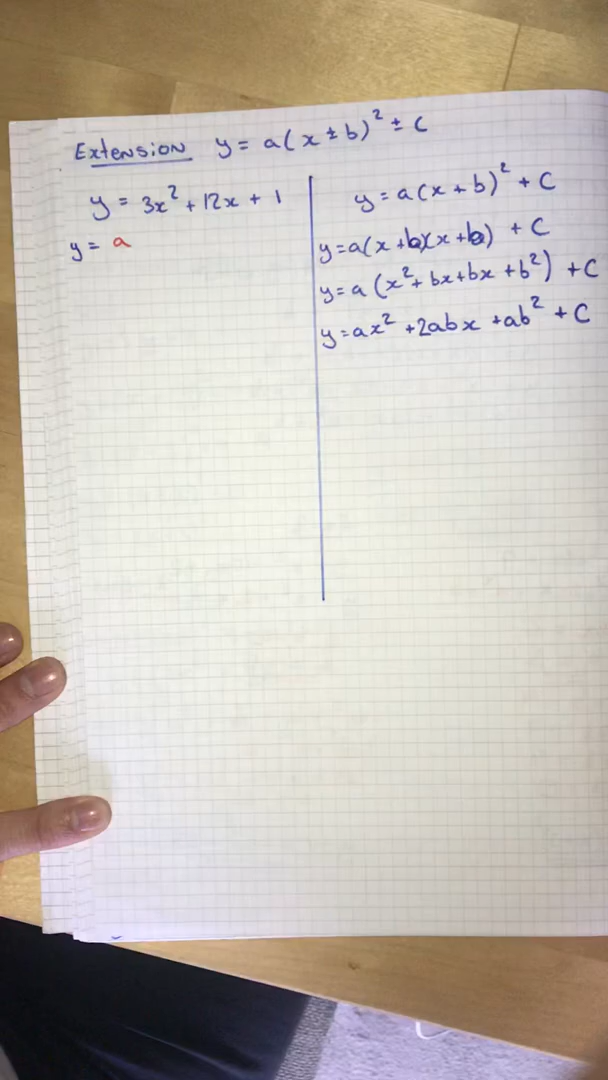 Extension y = a(x ± b)² ± c
y = 3x² + 12x + 1
y = a
y = a(x + b)² + c
y = a(x + b)(x + b) + c
y = a(x² + bx + bx + b²) + c
y = ax² + 2abx + ab² + c